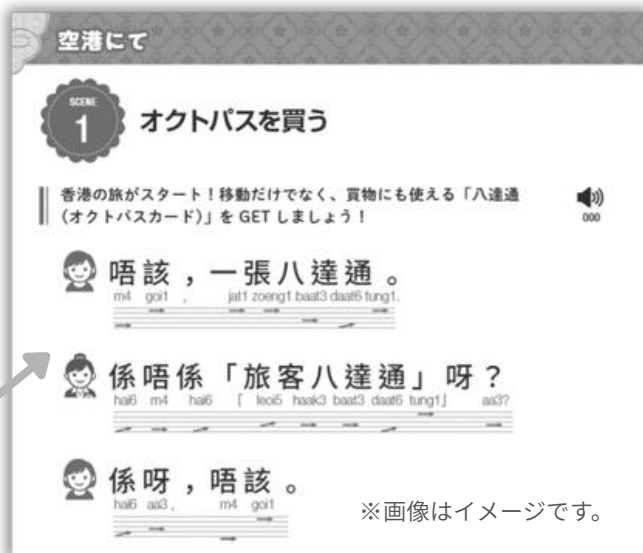 空港にて
SCENE
1
オクトパスを買う
香港の旅がスタート！移動だけでなく、買物にも使える「八達通
（オクトパスカード）」を GET しましょう！
000
唔該，一張八達通。
m4 goi1 , jat1 zoeng1 baat3 daat6 tung1.
係唔係「旅客八達通」呀？
hai6 m4 hai6 「 leoi5 haak3 baat3 daat6 tung1」 aa3?
係呀，唔該。
hai6 aa3, m4 goi1
※画像はイメージです。